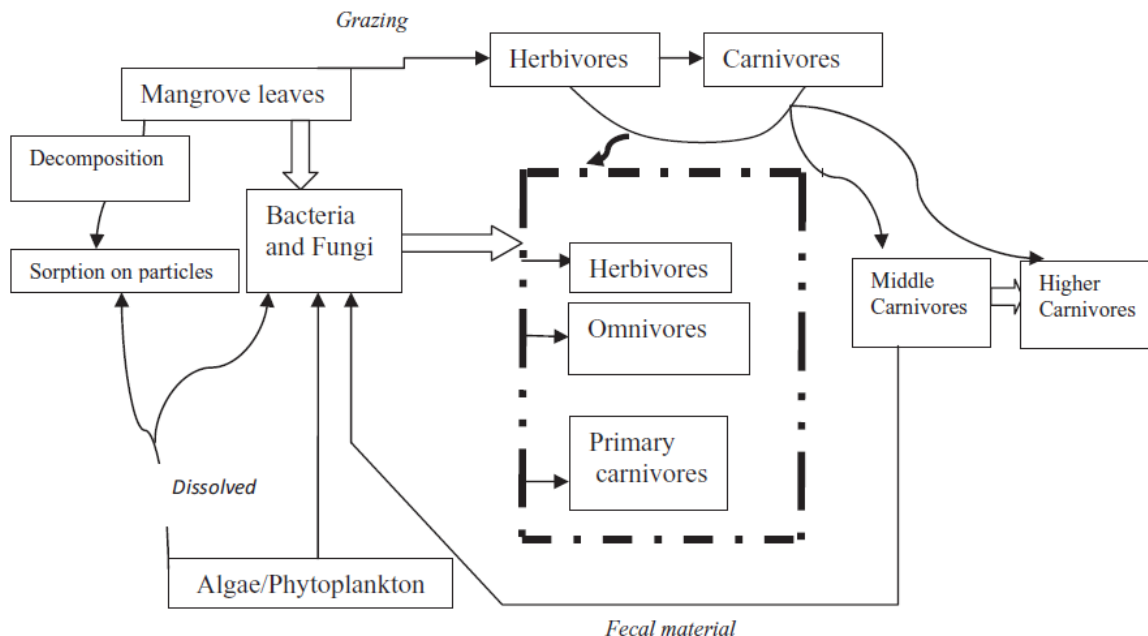 Grazing
Herbivores
Carnivores
Mangrove leaves
Decomposition
Bacteria
and Fungi
Sorption on particles
Herbivores
Omnivores
Primary
carnivores
Middle
Carnivores
Higher
Carnivores
Dissolved
Algae/Phytoplankton
Fecal material